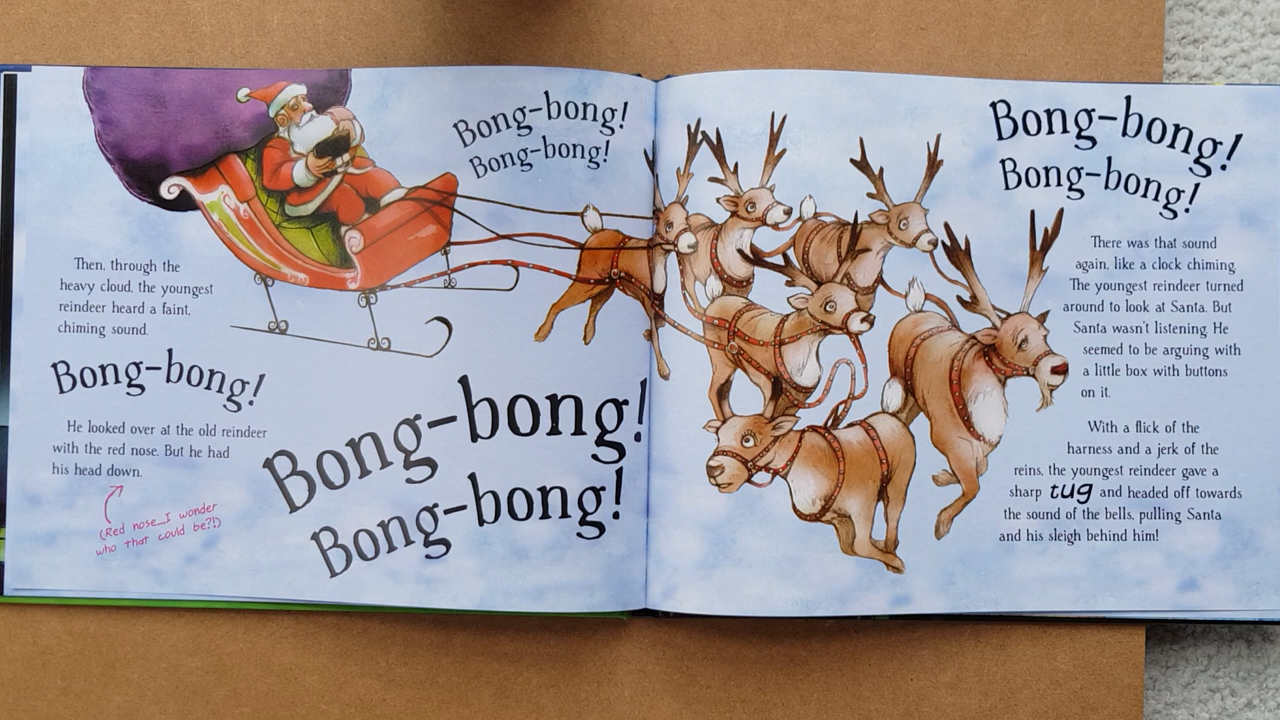 Then, through the
heavy cloud, the youngest
reindeer heard a faint,
chiming sound.
Bong-bong!
He looked over at the old reindeer
with the red nose. But he had
his head down.
(Red nose...I wonder
who that could be?!)
Bong-bong!
Bong-bong!
Bong-bong!
Bong-bong!
Bong-bong!
Bong-bong!
There was that sound
again, like a clock chiming.
The youngest reindeer turned
around to look at Santa. But
Santa wasn't listening. He
seemed to be arguing with
a little box with buttons
on it.
With a flick of the
harness and a jerk of the
reins, the youngest reindeer gave a
sharp tug and headed off towards
the sound of the bells, pulling Santa
and his sleigh behind him!